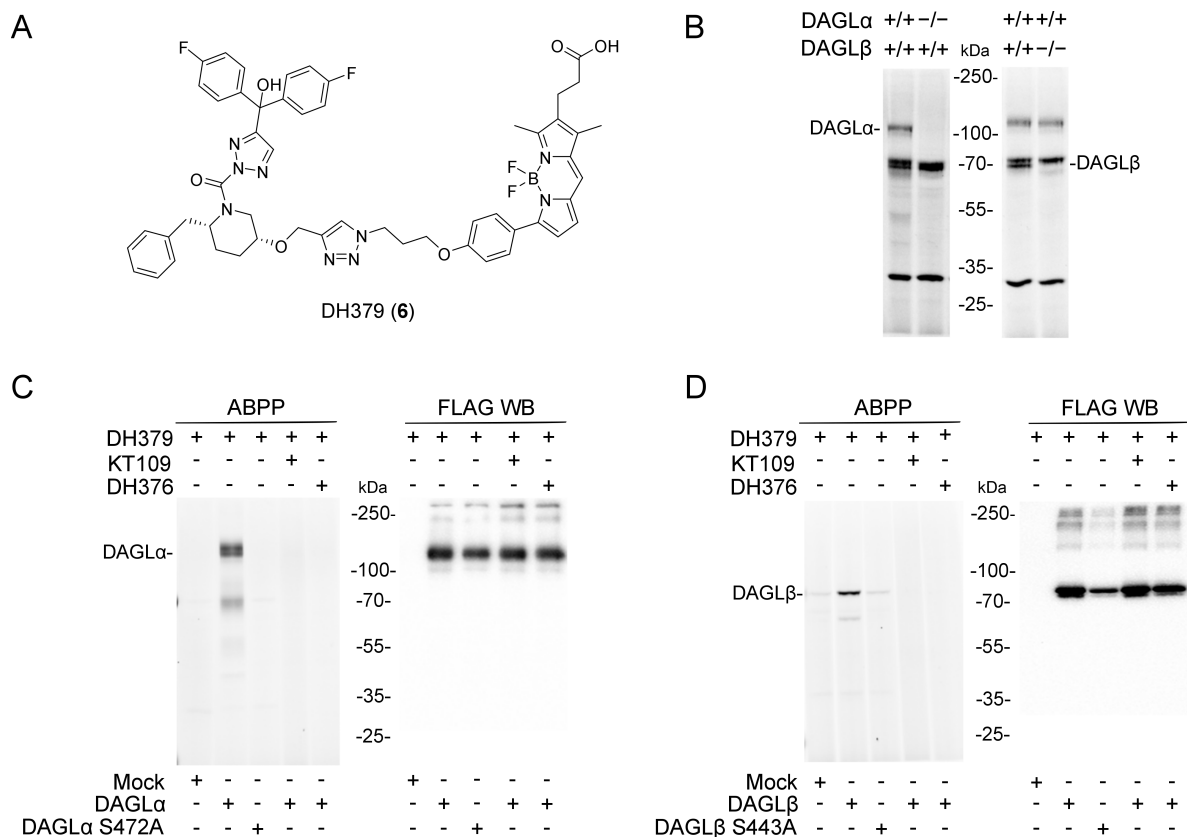 A
F
F
OH
N
N
N
O
N
O
N
N=N
O
N
B
N
F
F
O
OH
DH379 (6)
B
DAGLα +/+ −/− +/+ +/+
DAGLβ +/+ +/+ kDa +/+ −/−
-250-
DAGLα- -100-
-70- -DAGLβ
-55-
-35-
-25-
C
ABPP FLAG WB
DH379 + + + + + + + + + +
KT109 - - - + - - - - + -
DH376 - - - - + kDa - - - - +
-250-
DAGLα-
-100-
-70-
-55-
-35-
-25-
Mock + - - - - + - - - -
DAGLα - + - + + - + - + +
DAGLα S472A - - + - - - - + - -
D
ABPP FLAG WB
DH379 + + + + + + + + + +
KT109 - - - + - - - - + -
DH376 - - - - + kDa - - - - +
-250-
-100-
DAGLβ- -70-
-55-
-35-
-25-
Mock + - - - - + - - - -
DAGLβ - + - + + - + - + +
DAGLβ S443A - - + - - - - + - -